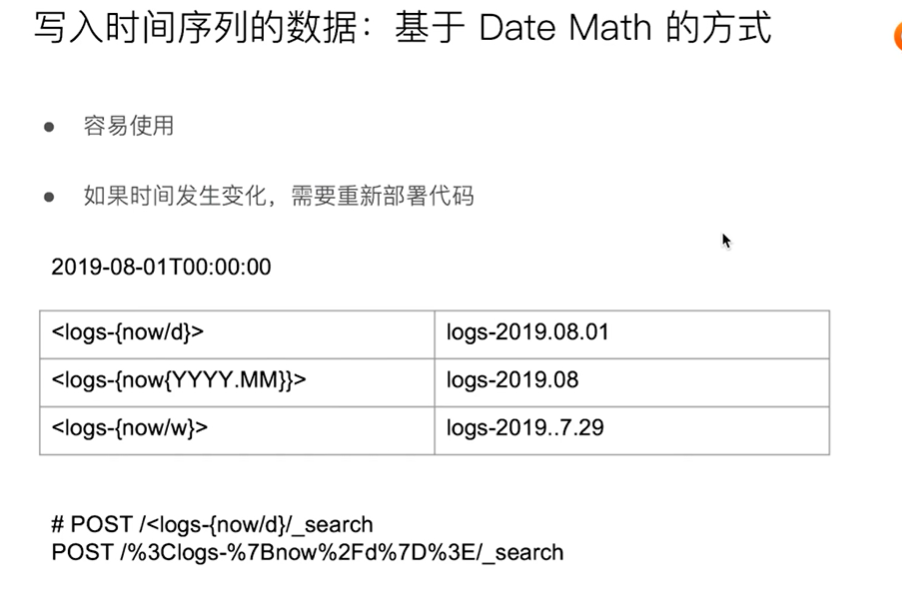 写入时间序列的数据：基于 Date Math 的方式
● 容易使用
● 如果时间发生变化，需要重新部署代码
2019-08-01T00:00:00
<logs-{now/d}> logs-2019.08.01
<logs-{now{YYYY.MM}}> logs-2019.08
<logs-{now/w}> logs-2019..7.29
# POST /<logs-{now/d}/_search
POST /%3Clogs-%7Bnow%2Fd%7D%3E/_search